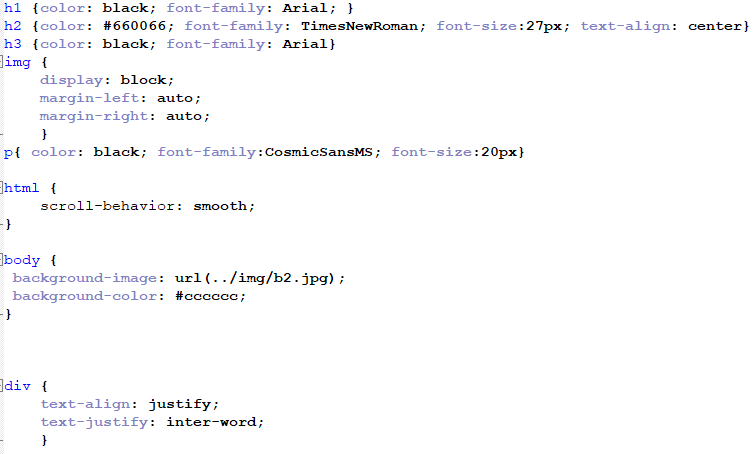 h1 {color: black; font-family: Arial; }
h2 {color: #660066; font-family: TimesNewRoman; font-size:27px; text-align: center}
h3 {color: black; font-family: Arial}
img {
display: block;
margin-left: auto;
margin-right: auto;
}
p{ color: black; font-family:CosmicSansMS; font-size:20px}
html {
scroll-behavior: smooth;
}
body {
background-image: url(../img/b2.jpg);
background-color: #cccccc;
}
div {
text-align: justify;
text-justify: inter-word;
}